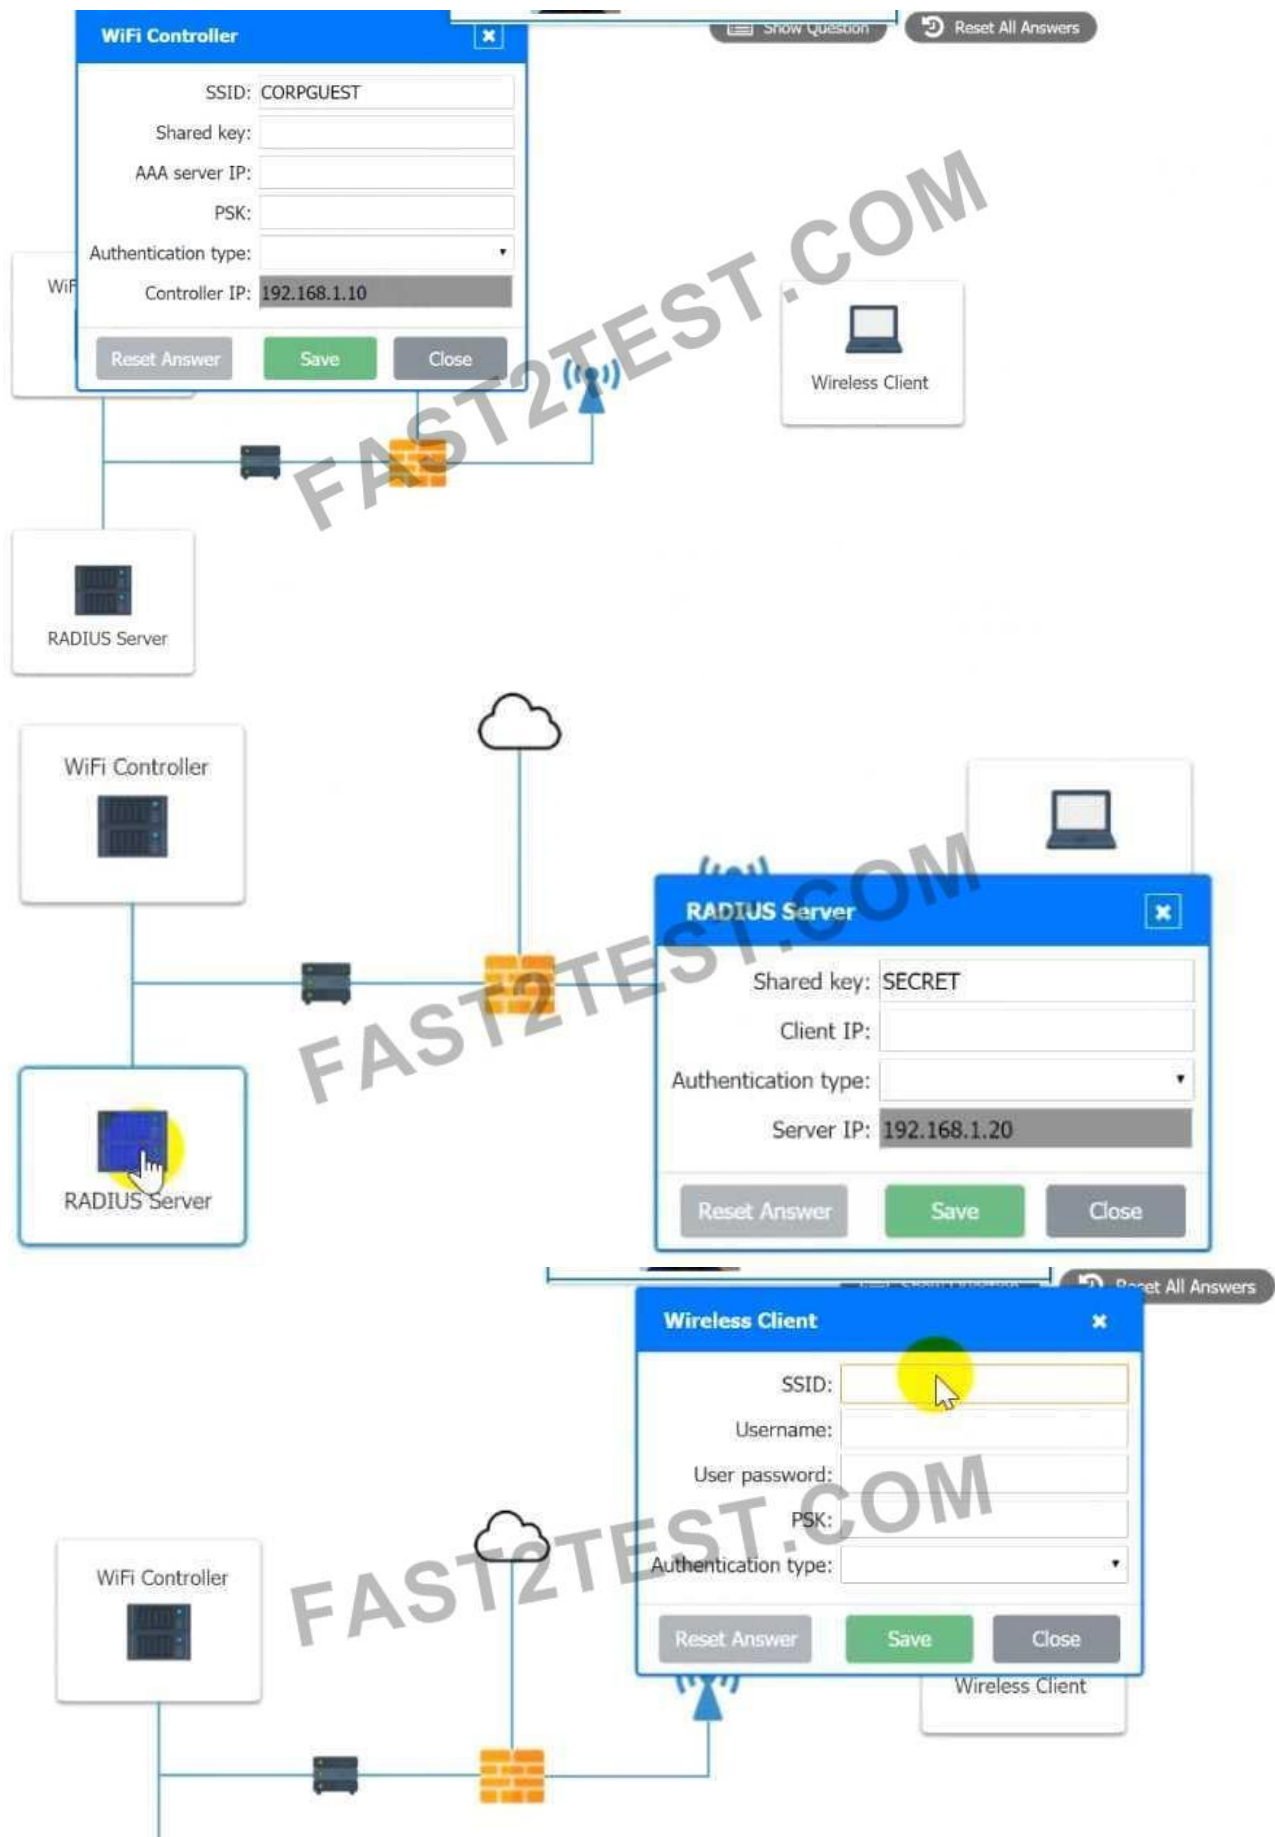 WiFi Controller
Show Question
Reset All Answers
SSID: CORPGUEST
Shared key:
AAA server IP:
PSK:
Authentication type:
Controller IP: 192.168.1.10
Reset Answer Save Close
WiF
Wireless Client
RADIUS Server
FAST2TEST.COM
WiFi Controller
RADIUS Server
Shared key: SECRET
Client IP:
Authentication type:
Server IP: 192.168.1.20
Reset Answer Save Close
RADIUS Server
FAST2TEST.COM
Reset All Answers
Wireless Client
SSID:
Username:
User password:
PSK:
Authentication type:
Reset Answer Save Close
WiFi Controller
Wireless Client
FAST2TEST.COM